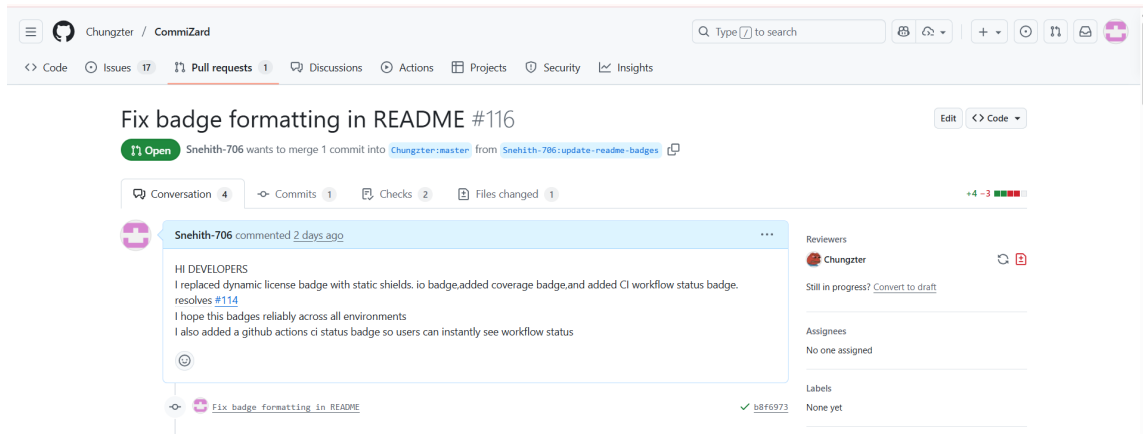 Chungzter / CommiZard
Type / to search
Code Issues 17 Pull requests 1 Discussions Actions Projects Security Insights
Fix badge formatting in README #116
Edit <> Code
Open Snehith-706 wants to merge 1 commit into Chungzter:master from Snehith-706:update-readme-badges
Conversation 4 Commits 1 Checks 2 Files changed 1 +4 −3
Snehith-706 commented 2 days ago
HI DEVELOPERS
I replaced dynamic license badge with static shields. io badge,added coverage badge,and added CI workflow status badge.
resolves #114
I hope this badges reliably across all environments
I also added a github actions ci status badge so users can instantly see workflow status
Fix badge formatting in README b8f6973
Reviewers
Chungzter
Still in progress? Convert to draft
Assignees
No one assigned
Labels
None yet